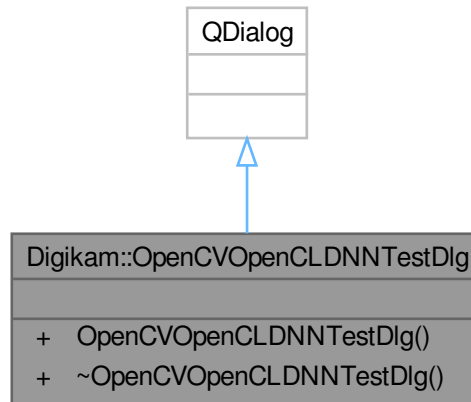 QDialog
Digikam::OpenCVOpenCLDNNTestDlg
+ OpenCVOpenCLDNNTestDlg()
+ ~OpenCVOpenCLDNNTestDlg()